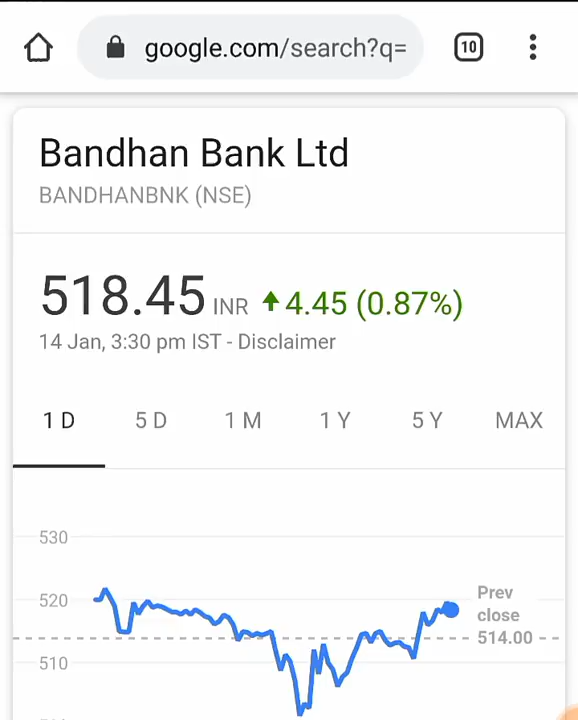 google.com/search?q=
10
Bandhan Bank Ltd
BANDHANBNK (NSE)
518.45 INR 4.45 (0.87%)
14 Jan, 3:30 pm IST - Disclaimer
1 D 5 D 1 M 1 Y 5 Y MAX
530
520
Prev
close
514.00
510